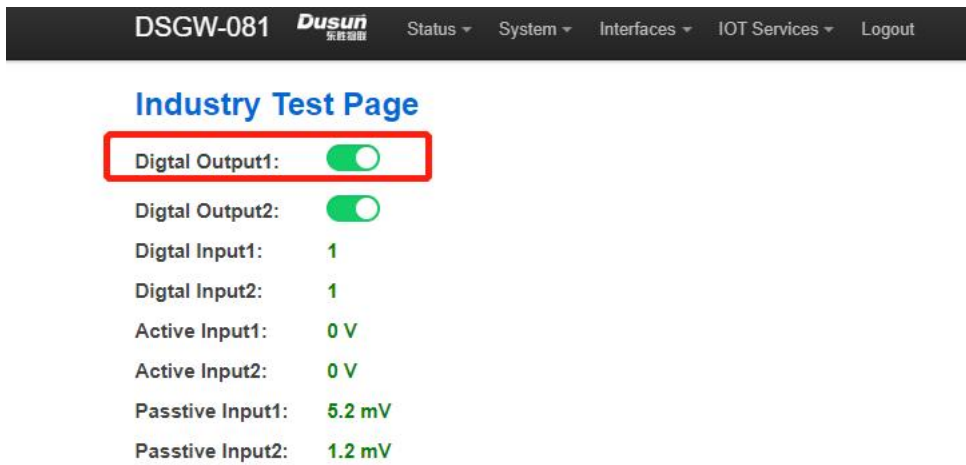 DSGW-081 Dusun Status System Interfaces IOT Services Logout
东胜物联
Industry Test Page
Digtal Output1:
Digtal Output2:
Digtal Input1: 1
Digtal Input2: 1
Active Input1: 0 V
Active Input2: 0 V
Passtive Input1: 5.2 mV
Passtive Input2: 1.2 mV